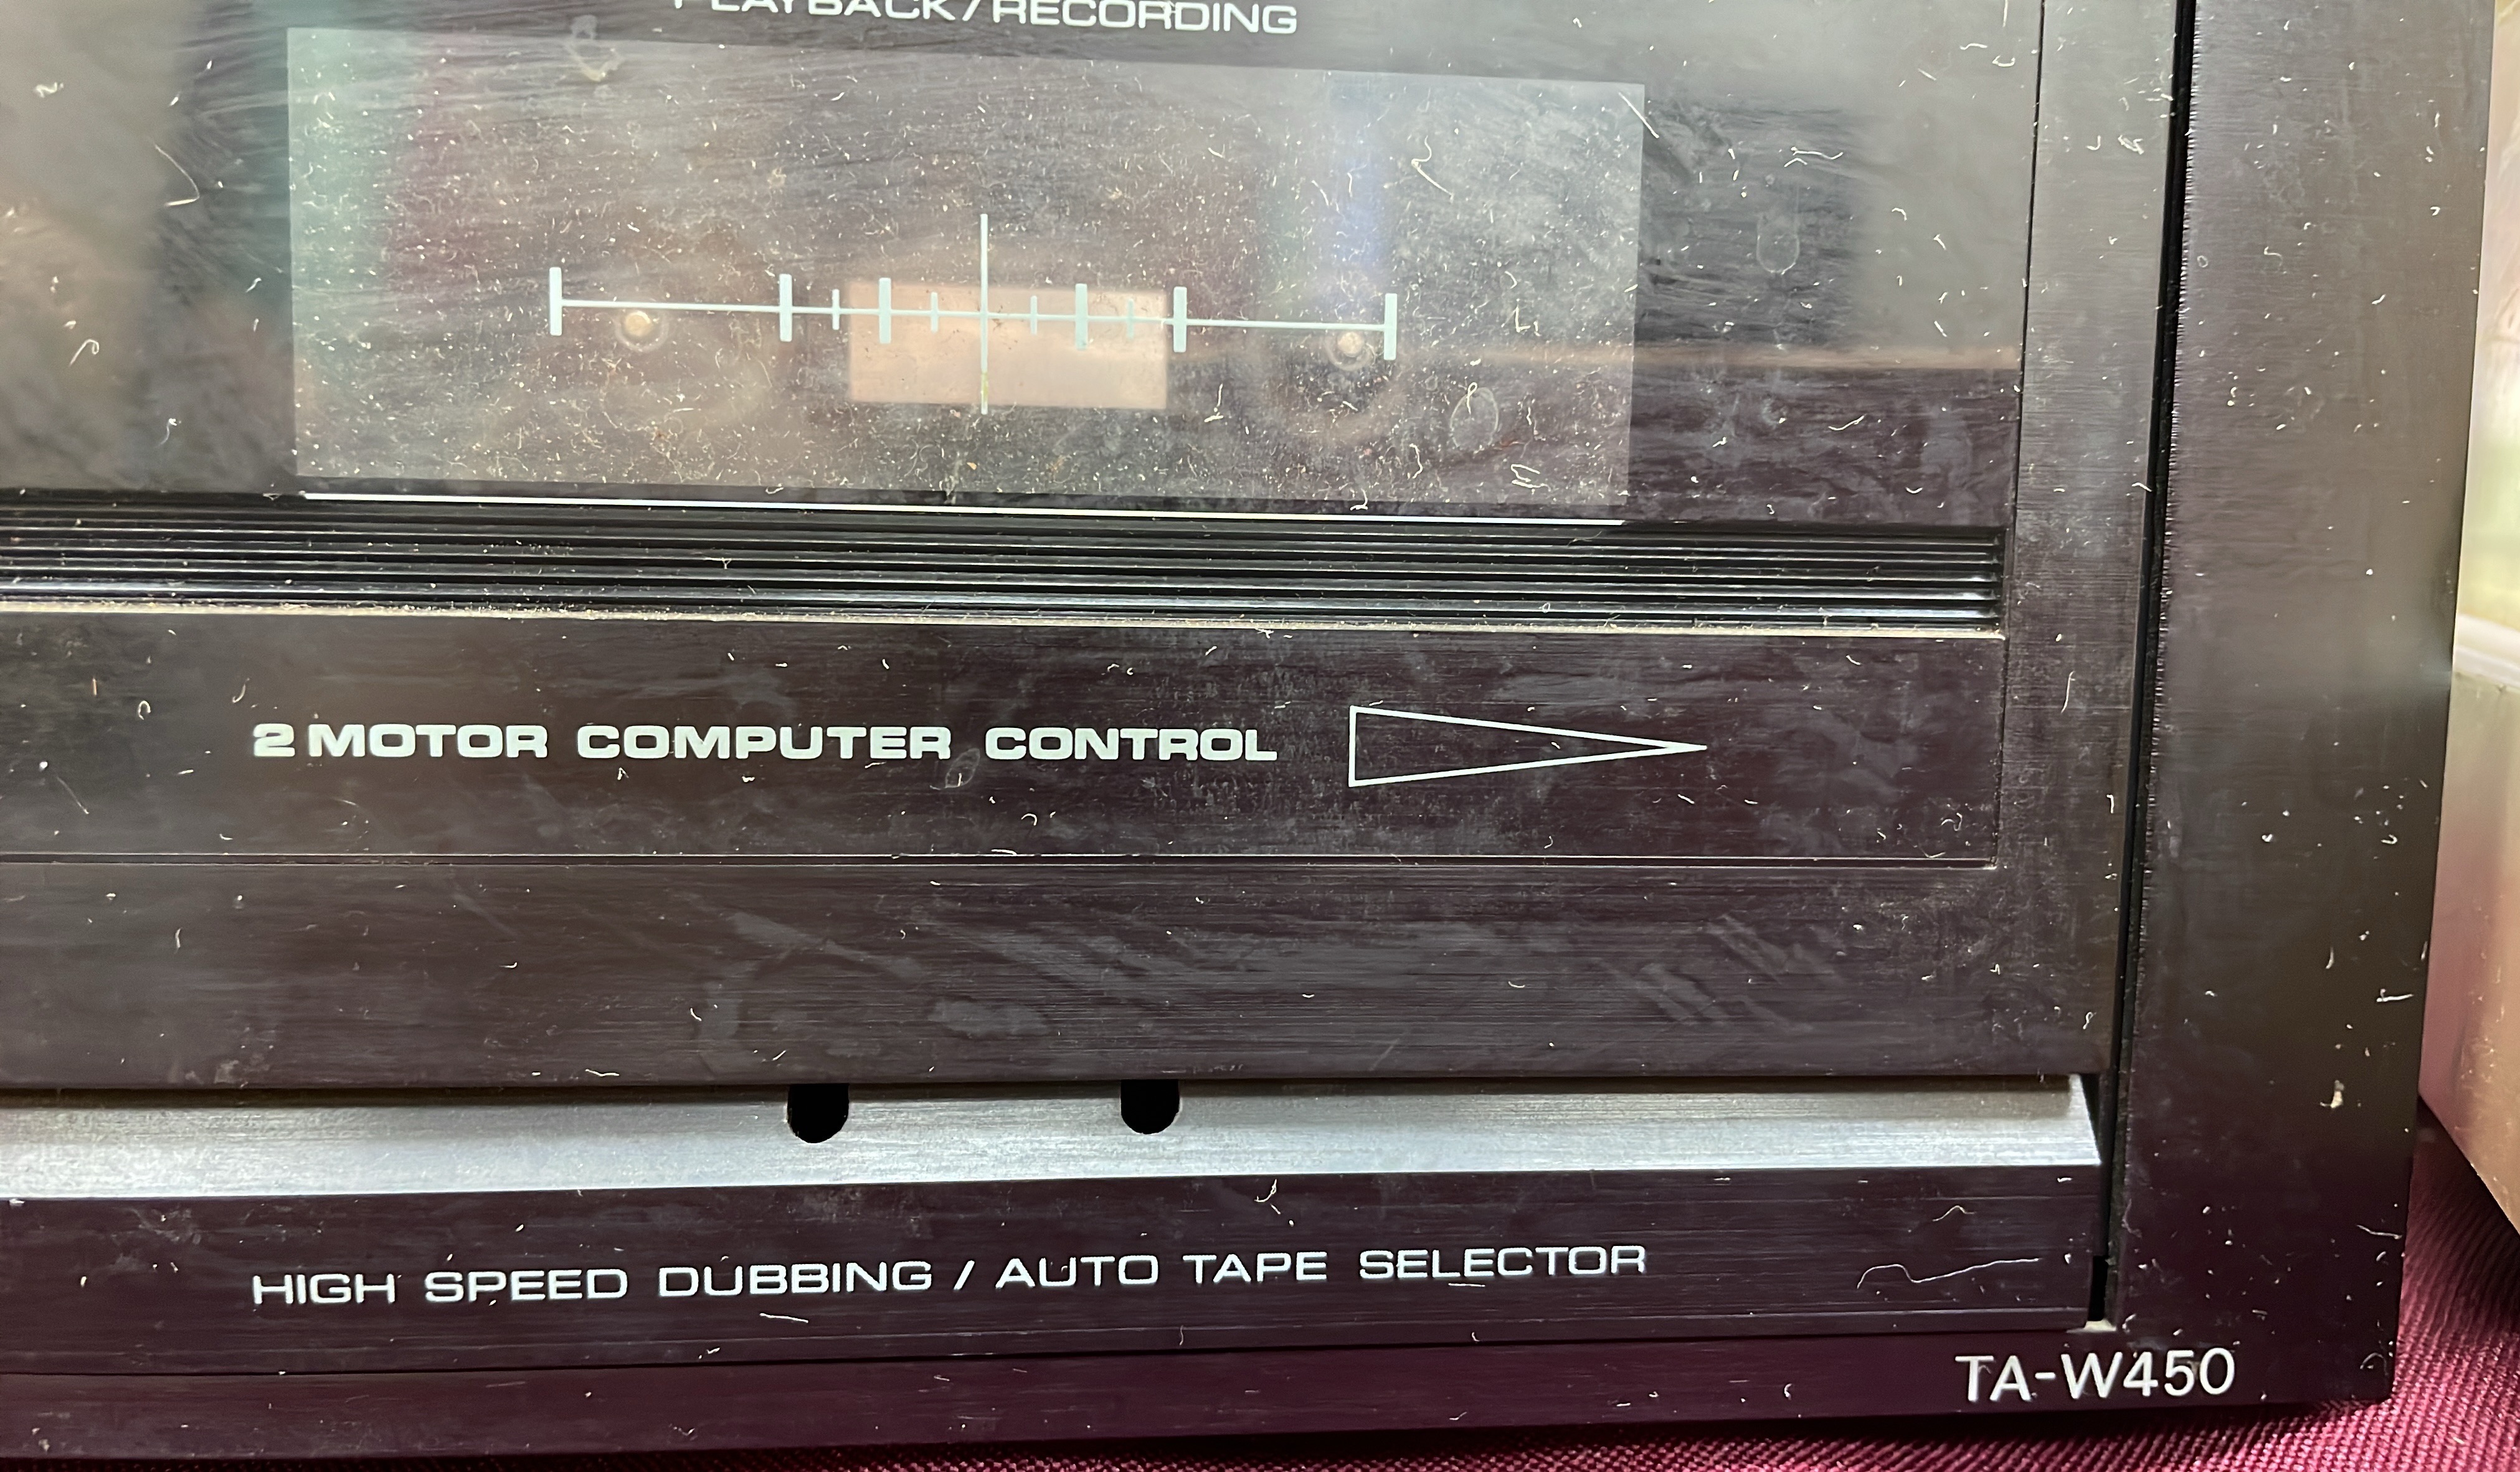 PLAYBACK/RECORDING
2 MOTOR COMPUTER CONTROL
HIGH SPEED DUBBING / AUTO TAPE SELECTOR
TA-W450